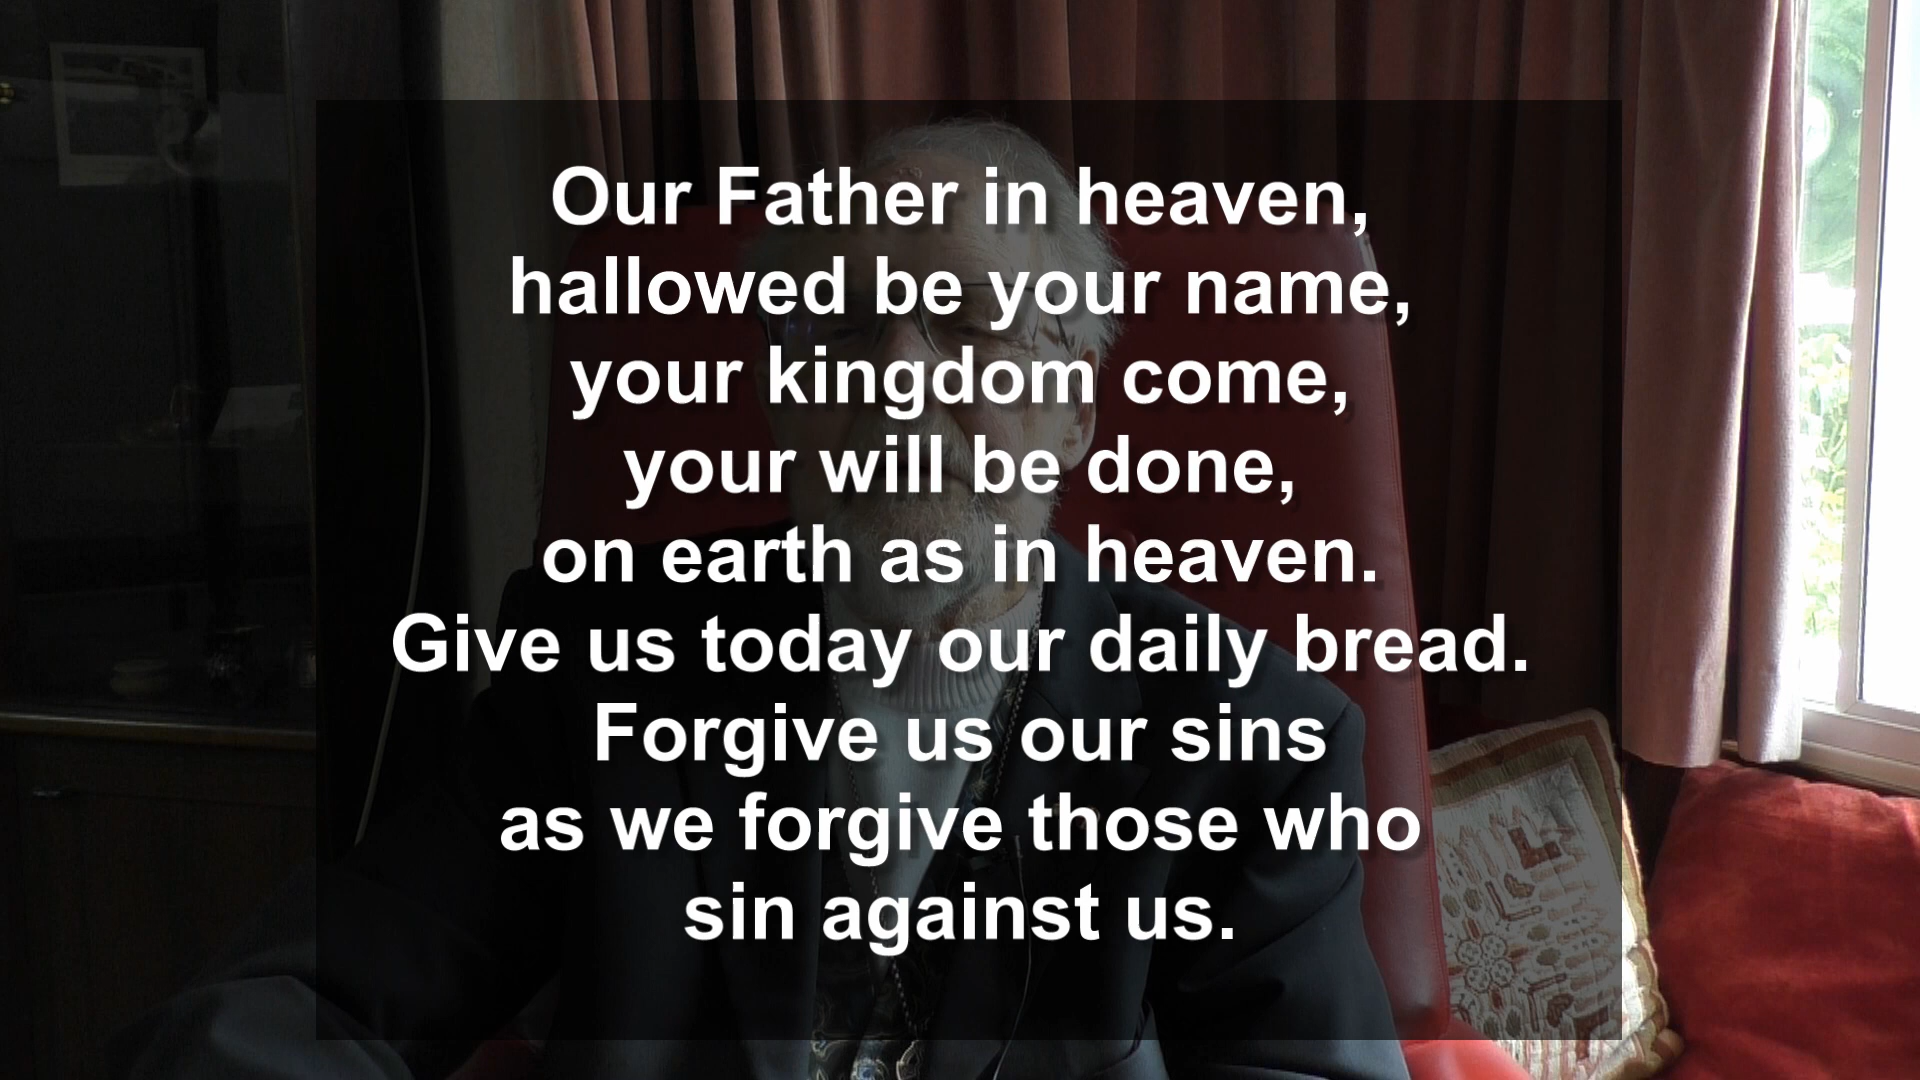 Our Father in heaven,
hallowed be your name,
your kingdom come,
your will be done,
on earth as in heaven.
Give us today our daily bread.
Forgive us our sins
as we forgive those who
sin against us.